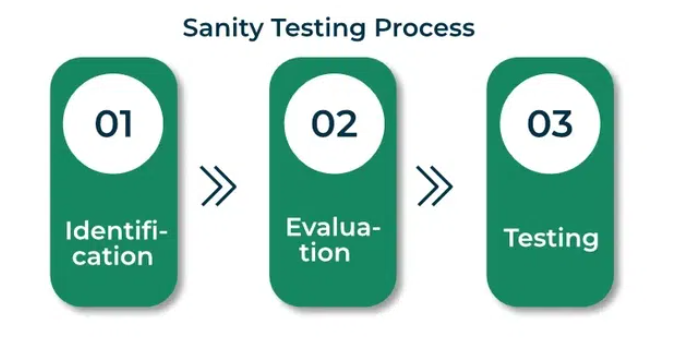 Sanity Testing Process
01
02
03
Identifi-
cation
Evalua-
tion
Testing